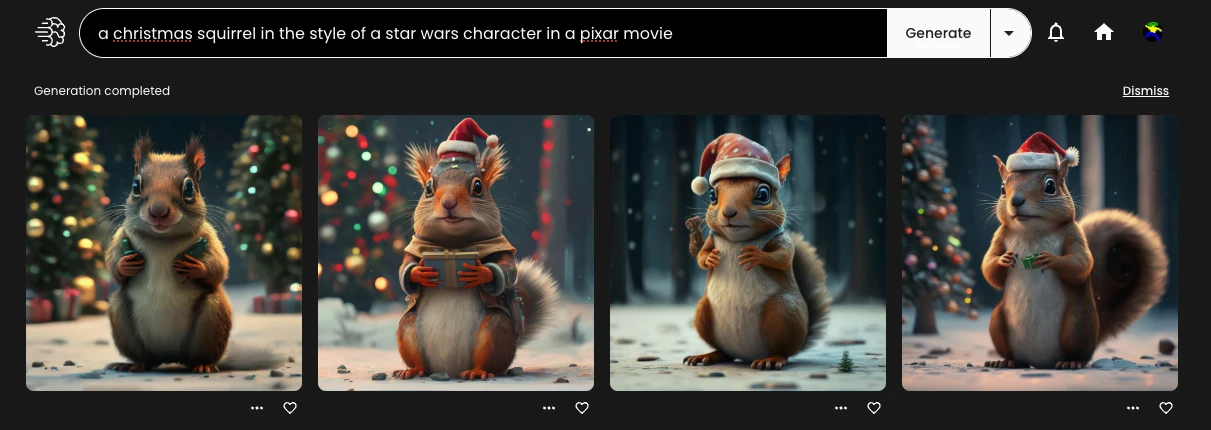 a christmas squirrel in the style of a star wars character in a pixar movie
Generate
Generation completed
Dismiss